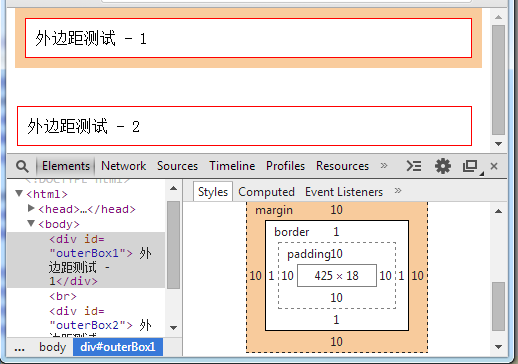 外边距测试 - 1
外边距测试 - 2
Elements Network Sources Timeline Profiles Resources »
<!DOCTYPE html>
▼<html>
▶<head>…</head>
▼<body>
<div id=
"outerBox1"> 外
边距测试 -
1</div>
<br>
<div id=
"outerBox2"> 外
边距测试 -
... body div#outerBox1
Styles Computed Event Listeners »
margin 10
border 1
padding10
10 1 10 425 × 18 10 1 10
10
1
10